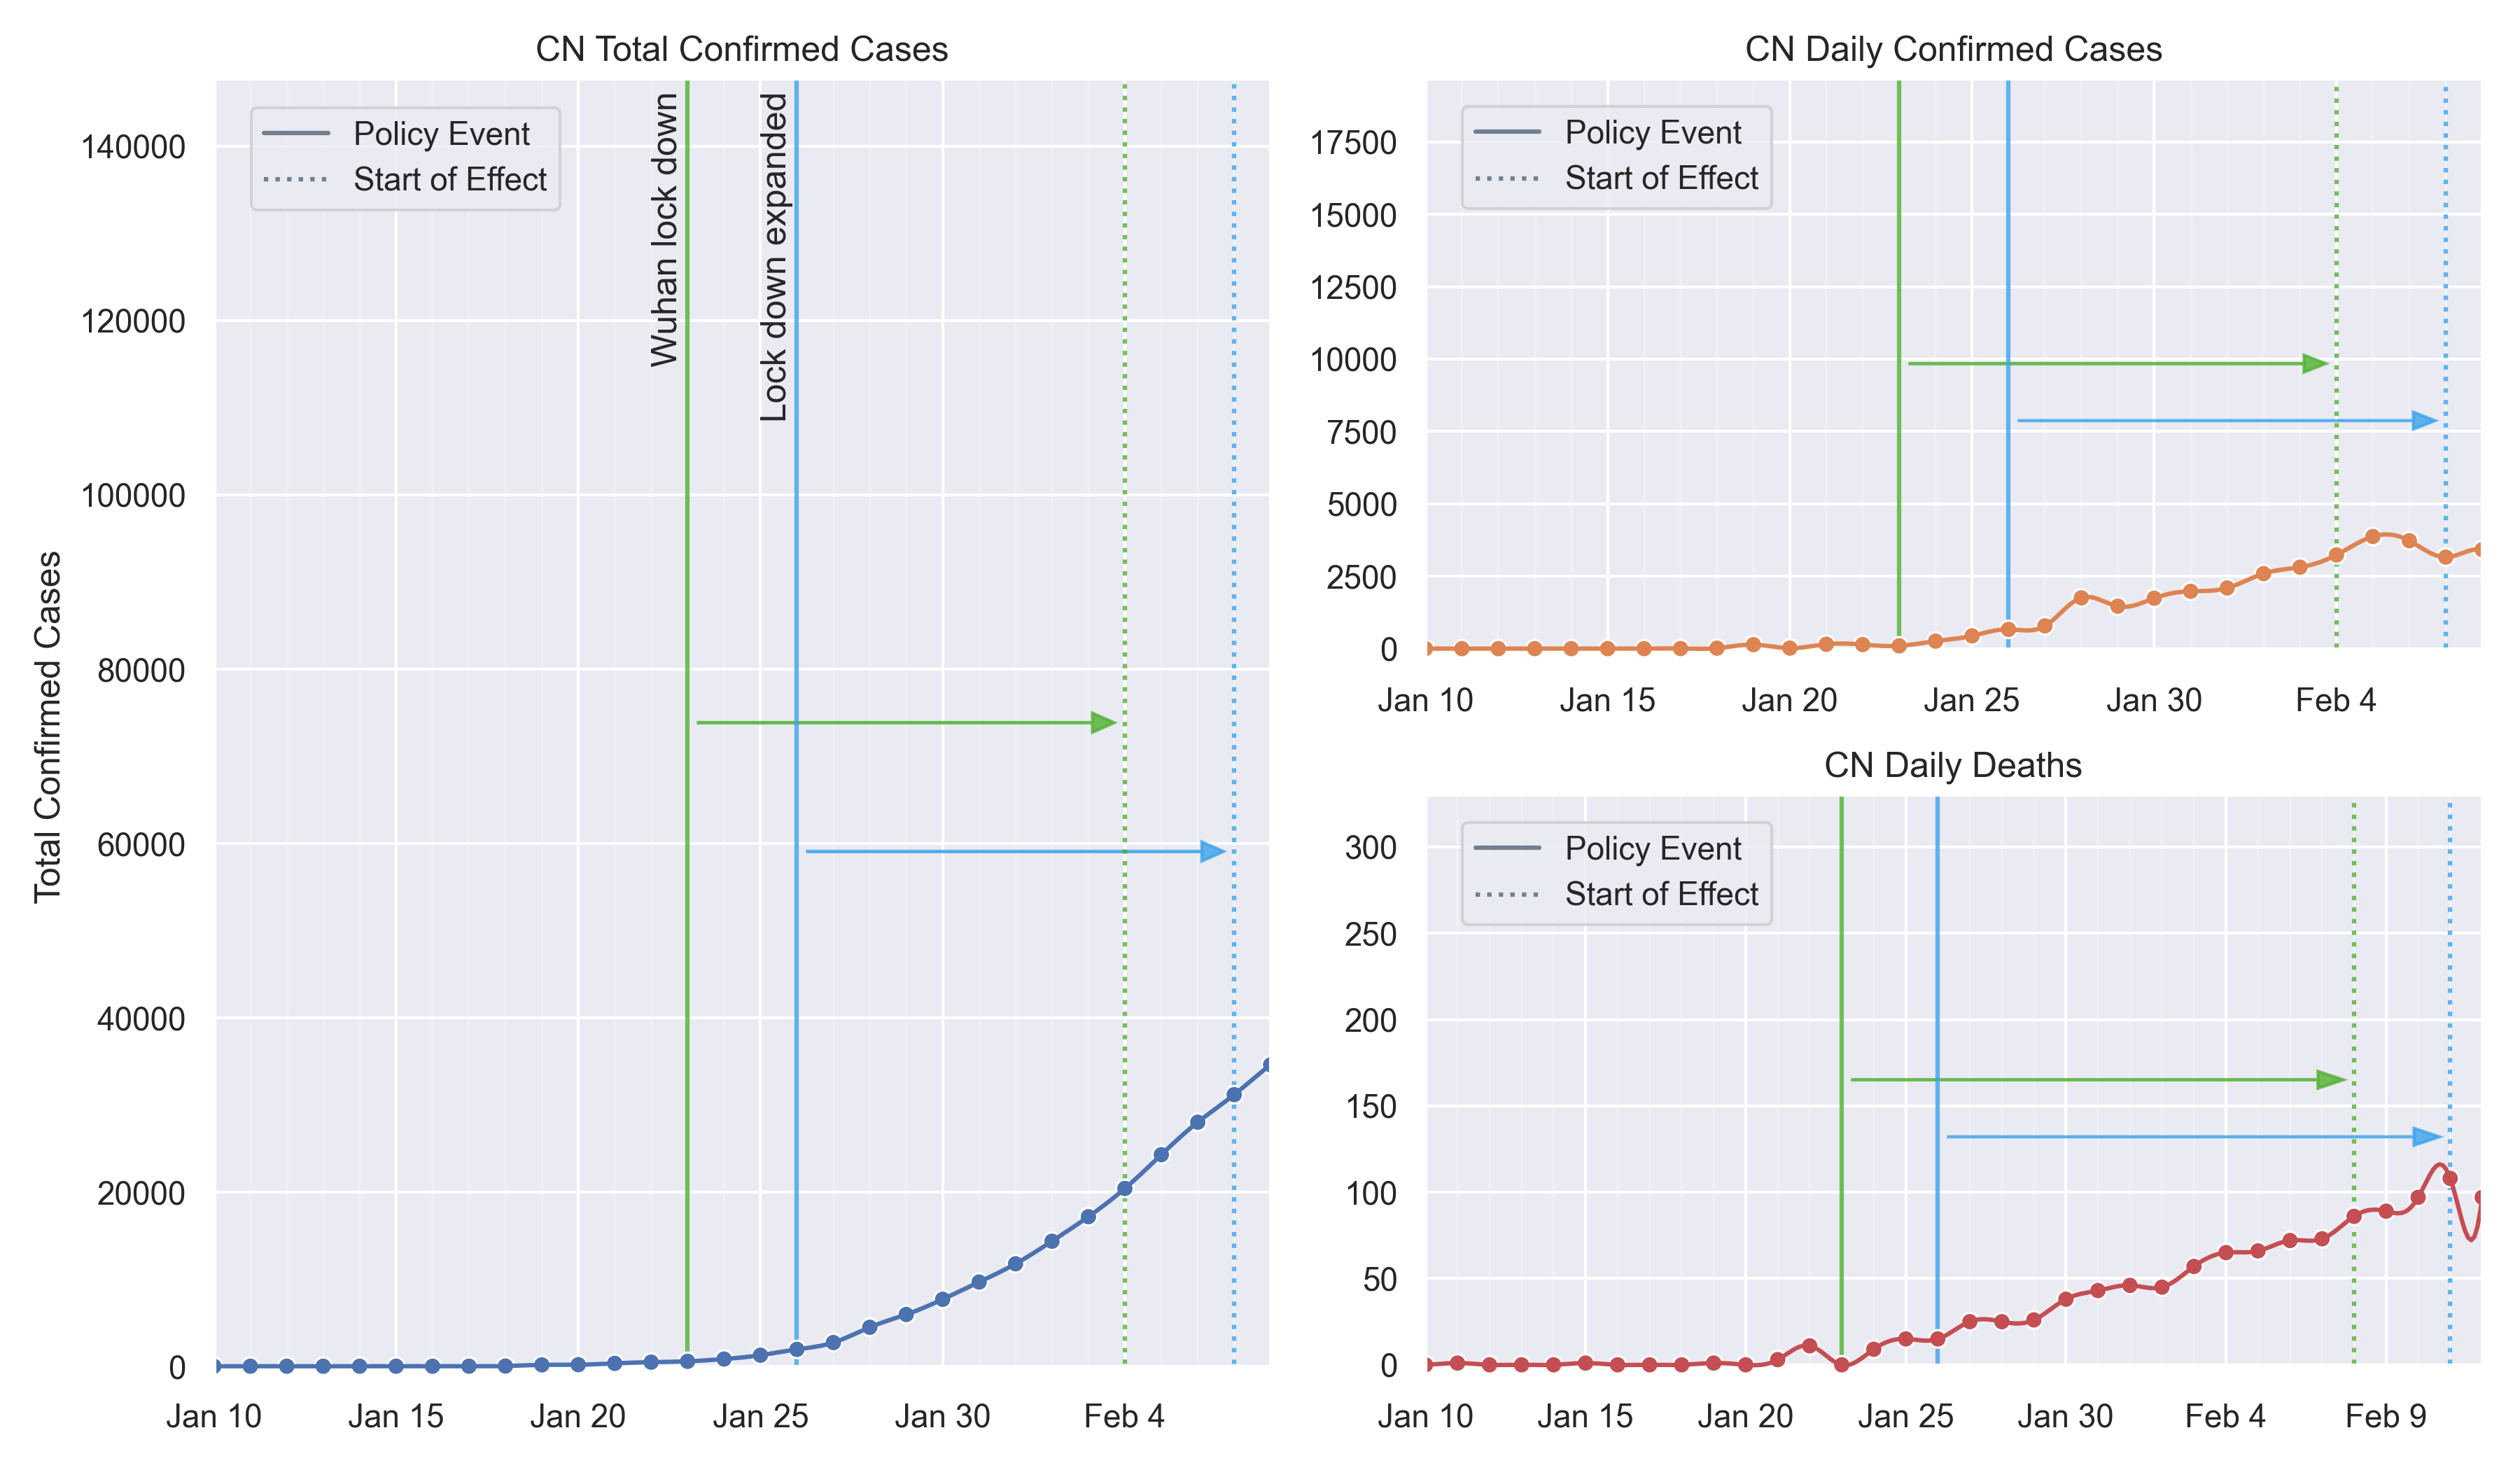 CN Total Confirmed Cases
Policy Event
Start of Effect
Wuhan lock down
Lock down expanded
Total Confirmed Cases
140000
120000
100000
80000
60000
40000
20000
0
Jan 10
Jan 15
Jan 20
Jan 25
Jan 30
Feb 4
CN Daily Confirmed Cases
Policy Event
Start of Effect
17500
15000
12500
10000
7500
5000
2500
0
Jan 10
Jan 15
Jan 20
Jan 25
Jan 30
Feb 4
CN Daily Deaths
Policy Event
Start of Effect
300
250
200
150
100
50
0
Jan 10
Jan 15
Jan 20
Jan 25
Jan 30
Feb 4
Feb 9